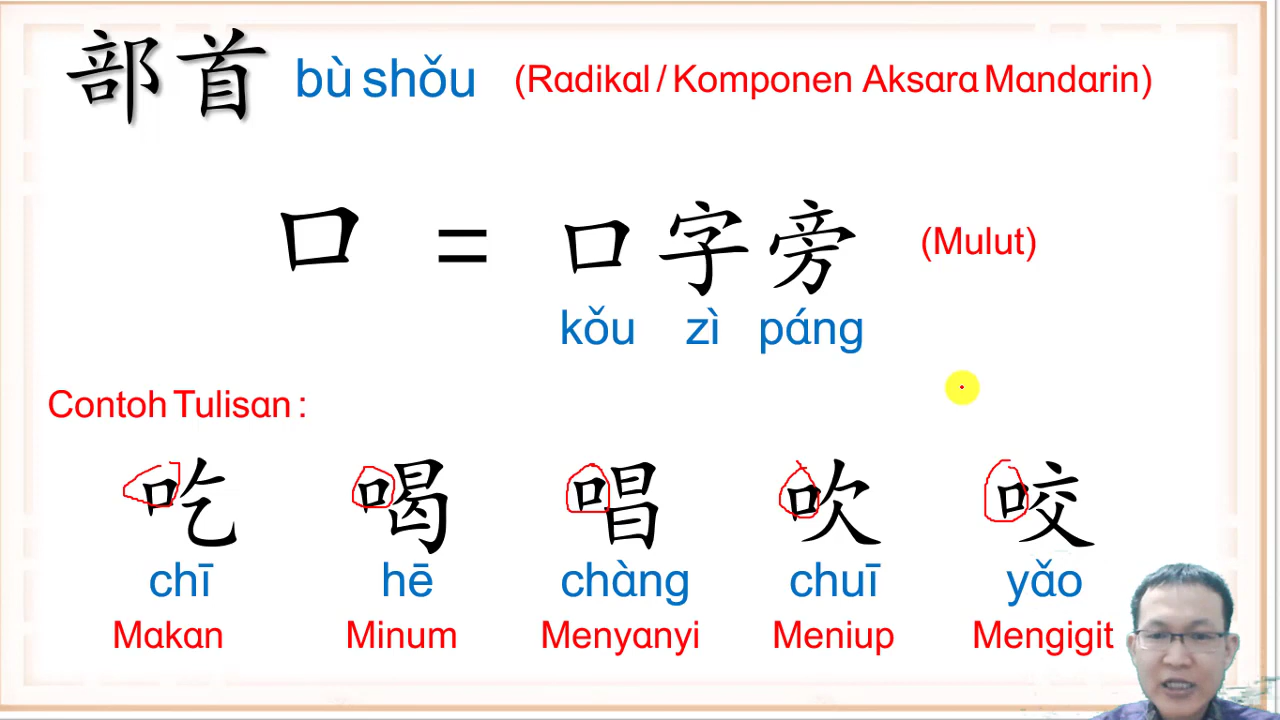 部首 bù shǒu (Radikal / Komponen Aksara Mandarin)
口 = 口字旁 (Mulut)
kǒu zì páng
Contoh Tulisan :
吃 喝 唱 吹 咬
chī hē chàng chuī yǎo
Makan Minum Menyanyi Meniup Mengigit